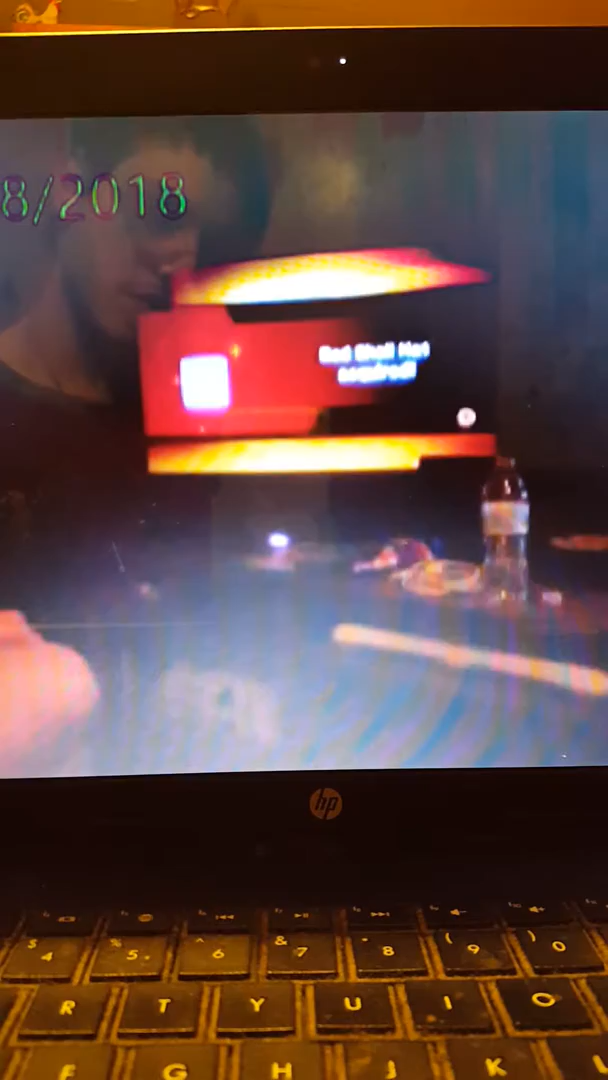 8/2018
Red Shell Not
acquired!
hp
$ % ^ & * ( )
4 5 6 7 8 9 0
R T Y U I O
F G H J K L